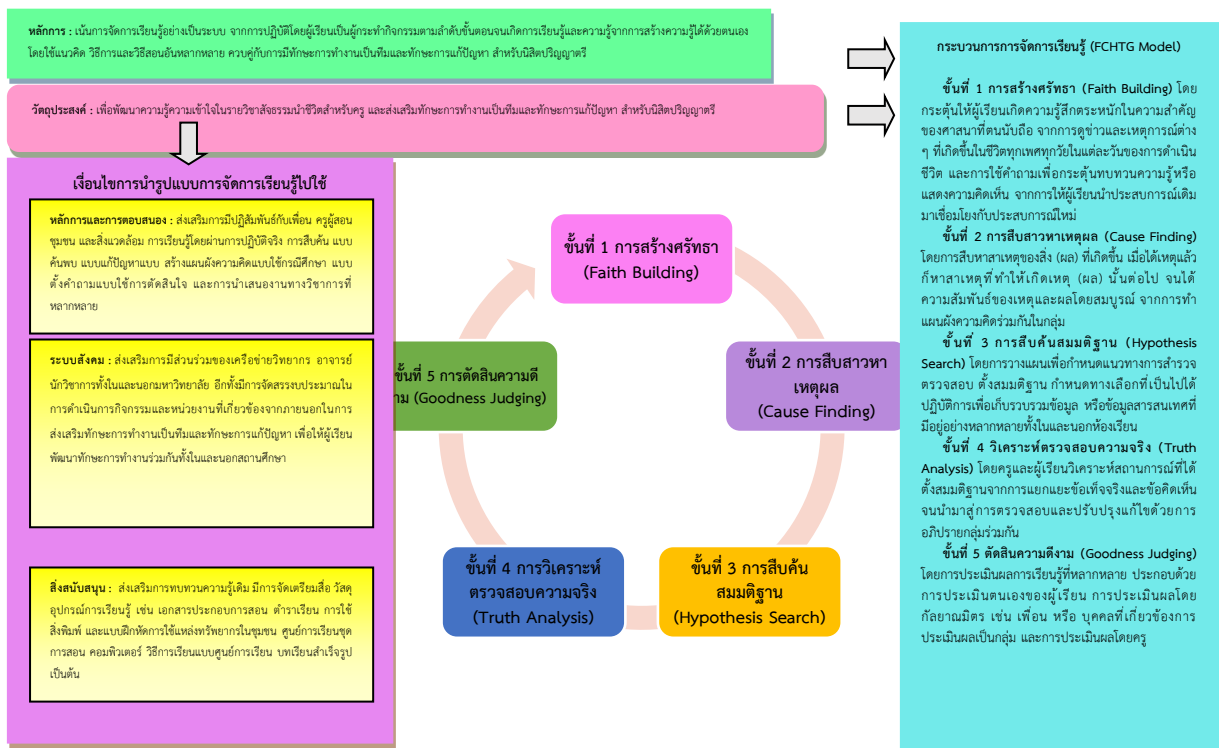 หลักการ : เน้นการจัดการเรียนรู้อย่างเป็นระบบ จากการปฏิบัติโดยผู้เรียนเป็นผู้กระทำกิจกรรมตามลำดับขั้นตอนจนเกิดการเรียนรู้และความรู้จากการสร้างความรู้ได้ด้วยตนเอง
โดยใช้แนวคิด วิธีการและวิธีสอนอันหลากหลาย ควบคู่กับการมีทักษะการทำงานเป็นทีมและทักษะการแก้ปัญหา สำหรับนิสิตปริญญาตรี
วัตถุประสงค์ : เพื่อพัฒนาความรู้ความเข้าใจในรายวิชาสัจธรรมนำชีวิตสำหรับครู และส่งเสริมทักษะการทำงานเป็นทีมและทักษะการแก้ปัญหา สำหรับนิสิตปริญญาตรี
เงื่อนไขการนำรูปแบบการจัดการเรียนรู้ไปใช้
หลักการและการตอบสนอง : ส่งเสริมการมีปฏิสัมพันธ์กับเพื่อน ครูผู้สอน
ชุมชน และสิ่งแวดล้อม การเรียนรู้โดยผ่านการปฏิบัติจริง การสืบค้น แบบ
ค้นพบ แบบแก้ปัญหาแบบ สร้างแผนผังความคิดแบบใช้กรณีศึกษา แบบ
ตั้งคำถามแบบใช้การตัดสินใจ และการนำเสนองานทางวิชาการที่
หลากหลาย
ระบบสังคม : ส่งเสริมการมีส่วนร่วมของเครือข่ายวิทยากร อาจารย์
นักวิชาการทั้งในและนอกมหาวิทยาลัย อีกทั้งมีการจัดสรรงบประมาณใน
การดำเนินการกิจกรรมและหน่วยงานที่เกี่ยวข้องจากภายนอกในการ
ส่งเสริมทักษะการทำงานเป็นทีมและทักษะการแก้ปัญหา เพื่อให้ผู้เรียน
พัฒนาทักษะการทำงานร่วมกันทั้งในและนอกสถานศึกษา
สิ่งสนับสนุน : ส่งเสริมการทบทวนความรู้เดิม มีการจัดเตรียมสื่อ วัสดุ
อุปกรณ์การเรียนรู้ เช่น เอกสารประกอบการสอน ตำราเรียน การใช้
สิ่งพิมพ์ และแบบฝึกหัดการใช้แหล่งทรัพยากรในชุมชน ศูนย์การเรียนชุด
การสอน คอมพิวเตอร์ วิธีการเรียนแบบศูนย์การเรียน บทเรียนสำเร็จรูป
เป็นต้น
ขั้นที่ 1 การสร้างศรัทธา
(Faith Building)
ขั้นที่ 2 การสืบสาวหา
เหตุผล
(Cause Finding)
ขั้นที่ 3 การสืบค้น
สมมติฐาน
(Hypothesis Search)
ขั้นที่ 4 การวิเคราะห์
ตรวจสอบความจริง
(Truth Analysis)
ขั้นที่ 5 การตัดสินความดี
งาม (Goodness Judging)
กระบวนการการจัดการเรียนรู้ (FCHTG Model)
ขั้นที่ 1 การสร้างศรัทธา (Faith Building) โดย
กระตุ้นให้ผู้เรียนเกิดความรู้สึกตระหนักในความสำคัญ
ของศาสนาที่ตนนับถือ จากการดูข่าวและเหตุการณ์ต่าง
ๆ ที่เกิดขึ้นในชีวิตทุกเพศทุกวัยในแต่ละวันของการดำเนิน
ชีวิต และการใช้คำถามเพื่อกระตุ้นทบทวนความรู้หรือ
แสดงความคิดเห็น จากการให้ผู้เรียนนำประสบการณ์เดิม
มาเชื่อมโยงกับประสบการณ์ใหม่
ขั้นที่ 2 การสืบสาวหาเหตุผล (Cause Finding)
โดยการสืบหาสาเหตุของสิ่ง (ผล) ที่เกิดขึ้น เมื่อได้เหตุแล้ว
ก็หาสาเหตุที่ทำให้เกิดเหตุ (ผล) นั้นต่อไป จนได้
ความสัมพันธ์ของเหตุและผลโดยสมบูรณ์ จากการทำ
แผนผังความคิดร่วมกันในกลุ่ม
ขั้นที่ 3 การสืบค้นสมมติฐาน (Hypothesis
Search) โดยการวางแผนเพื่อกำหนดแนวทางการสำรวจ
ตรวจสอบ ตั้งสมมติฐาน กำหนดทางเลือกที่เป็นไปได้
ปฏิบัติการเพื่อเก็บรวบรวมข้อมูล หรือข้อมูลสารสนเทศที่
มีอยู่อย่างหลากหลายทั้งในและนอกห้องเรียน
ขั้นที่ 4 วิเคราะห์ตรวจสอบความจริง (Truth
Analysis) โดยครูและผู้เรียนวิเคราะห์สถานการณ์ที่ได้
ตั้งสมมติฐานจากการแยกแยะข้อเท็จจริงและข้อคิดเห็น
จนนำมาสู่การตรวจสอบและปรับปรุงแก้ไขด้วยการ
อภิปรายกลุ่มร่วมกัน
ขั้นที่ 5 ตัดสินความดีงาม (Goodness Judging)
โดยการประเมินผลการเรียนรู้ที่หลากหลาย ประกอบด้วย
การประเมินตนเองของผู้เรียน การประเมินผลโดย
กัลยาณมิตร เช่น เพื่อน หรือ บุคคลที่เกี่ยวข้องการ
ประเมินผลเป็นกลุ่ม และการประเมินผลโดยครู